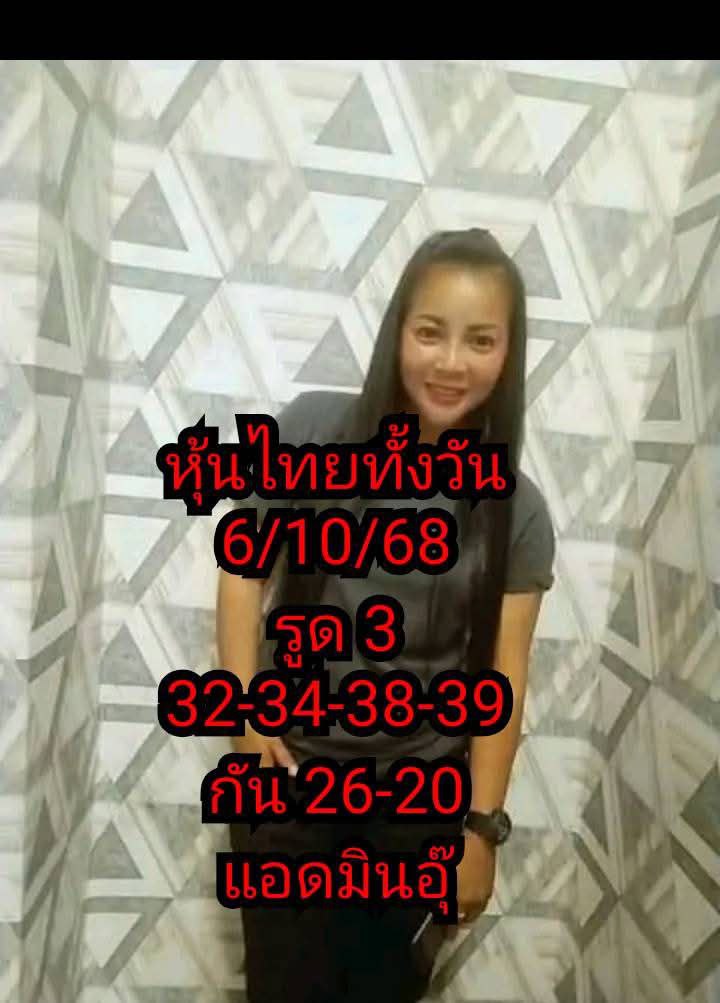 หุ้นไทยทั้งวัน
6/10/68
รูด 3
32-34-38-39
กัน 26-20
แอดมินอุ๊